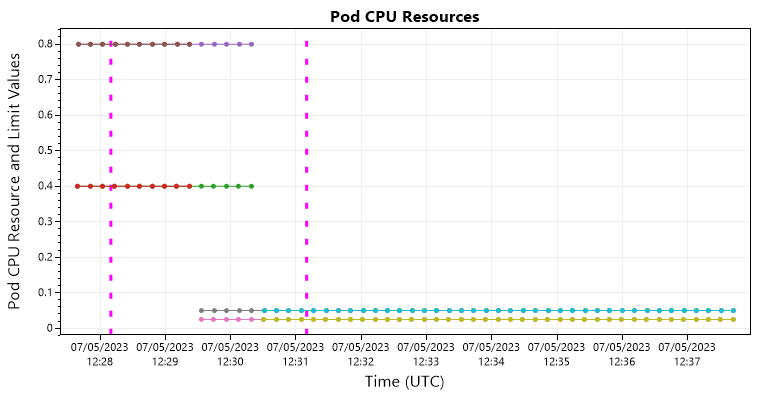 Pod CPU Resources
Pod CPU Resource and Limit Values
0.8
0.7
0.6
0.5
0.4
0.3
0.2
0.1
0
07/05/2023 07/05/2023 07/05/2023 07/05/2023 07/05/2023 07/05/2023 07/05/2023 07/05/2023 07/05/2023 07/05/2023
12:28 12:29 12:30 12:31 12:32 12:33 12:34 12:35 12:36 12:37
Time (UTC)